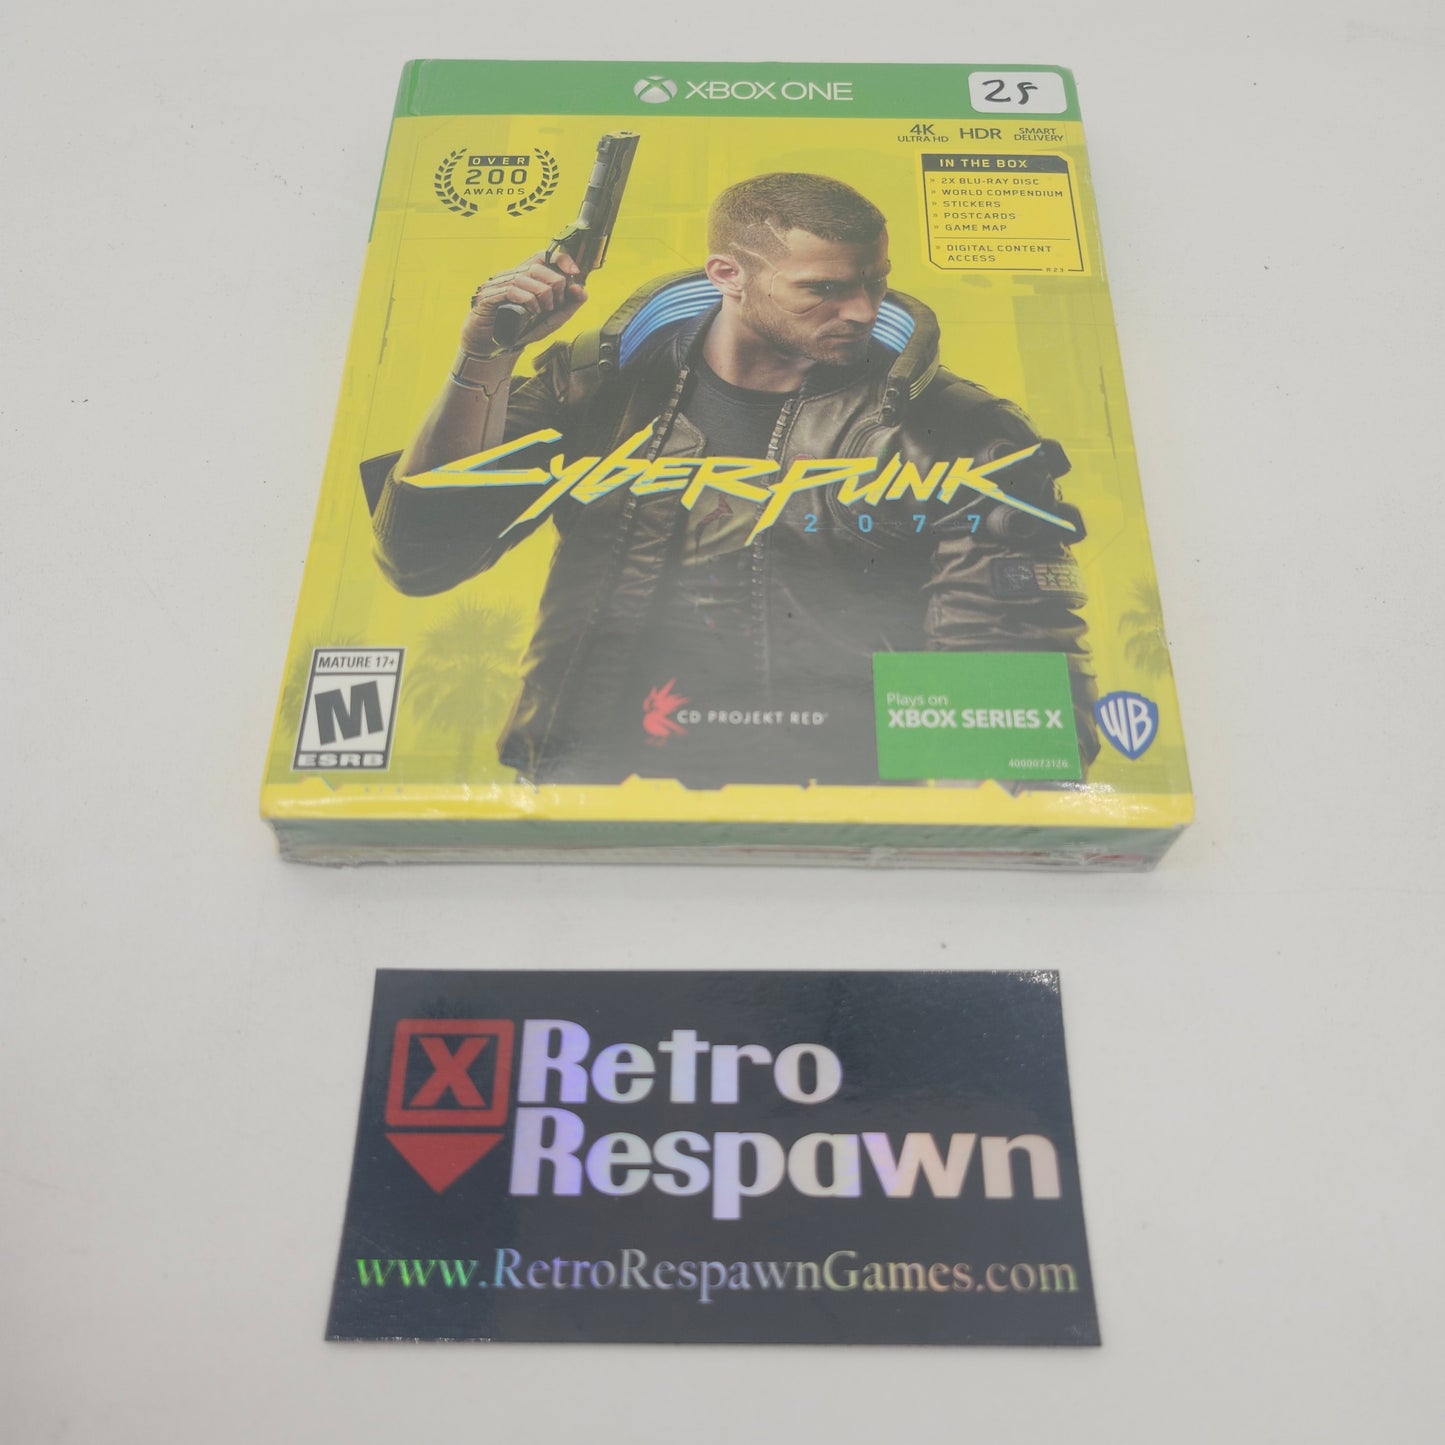 XBOX ONE
4K
ULTRA HD
HDR
SMART
DELIVERY
OVER
200
AWARDS
IN THE BOX
» 2X BLU-RAY DISC
» WORLD COMPENDIUM
» STICKERS
» POSTCARDS
» GAME MAP
» DIGITAL CONTENT
ACCESS
R23
CYBERPUNK
2077
MATURE 17+
M
ESRB
CD PROJEKT RED®
Plays on
XBOX SERIES X
4000073126
WB
X
Retro
Respawn
www.RetroRespawnGames.com